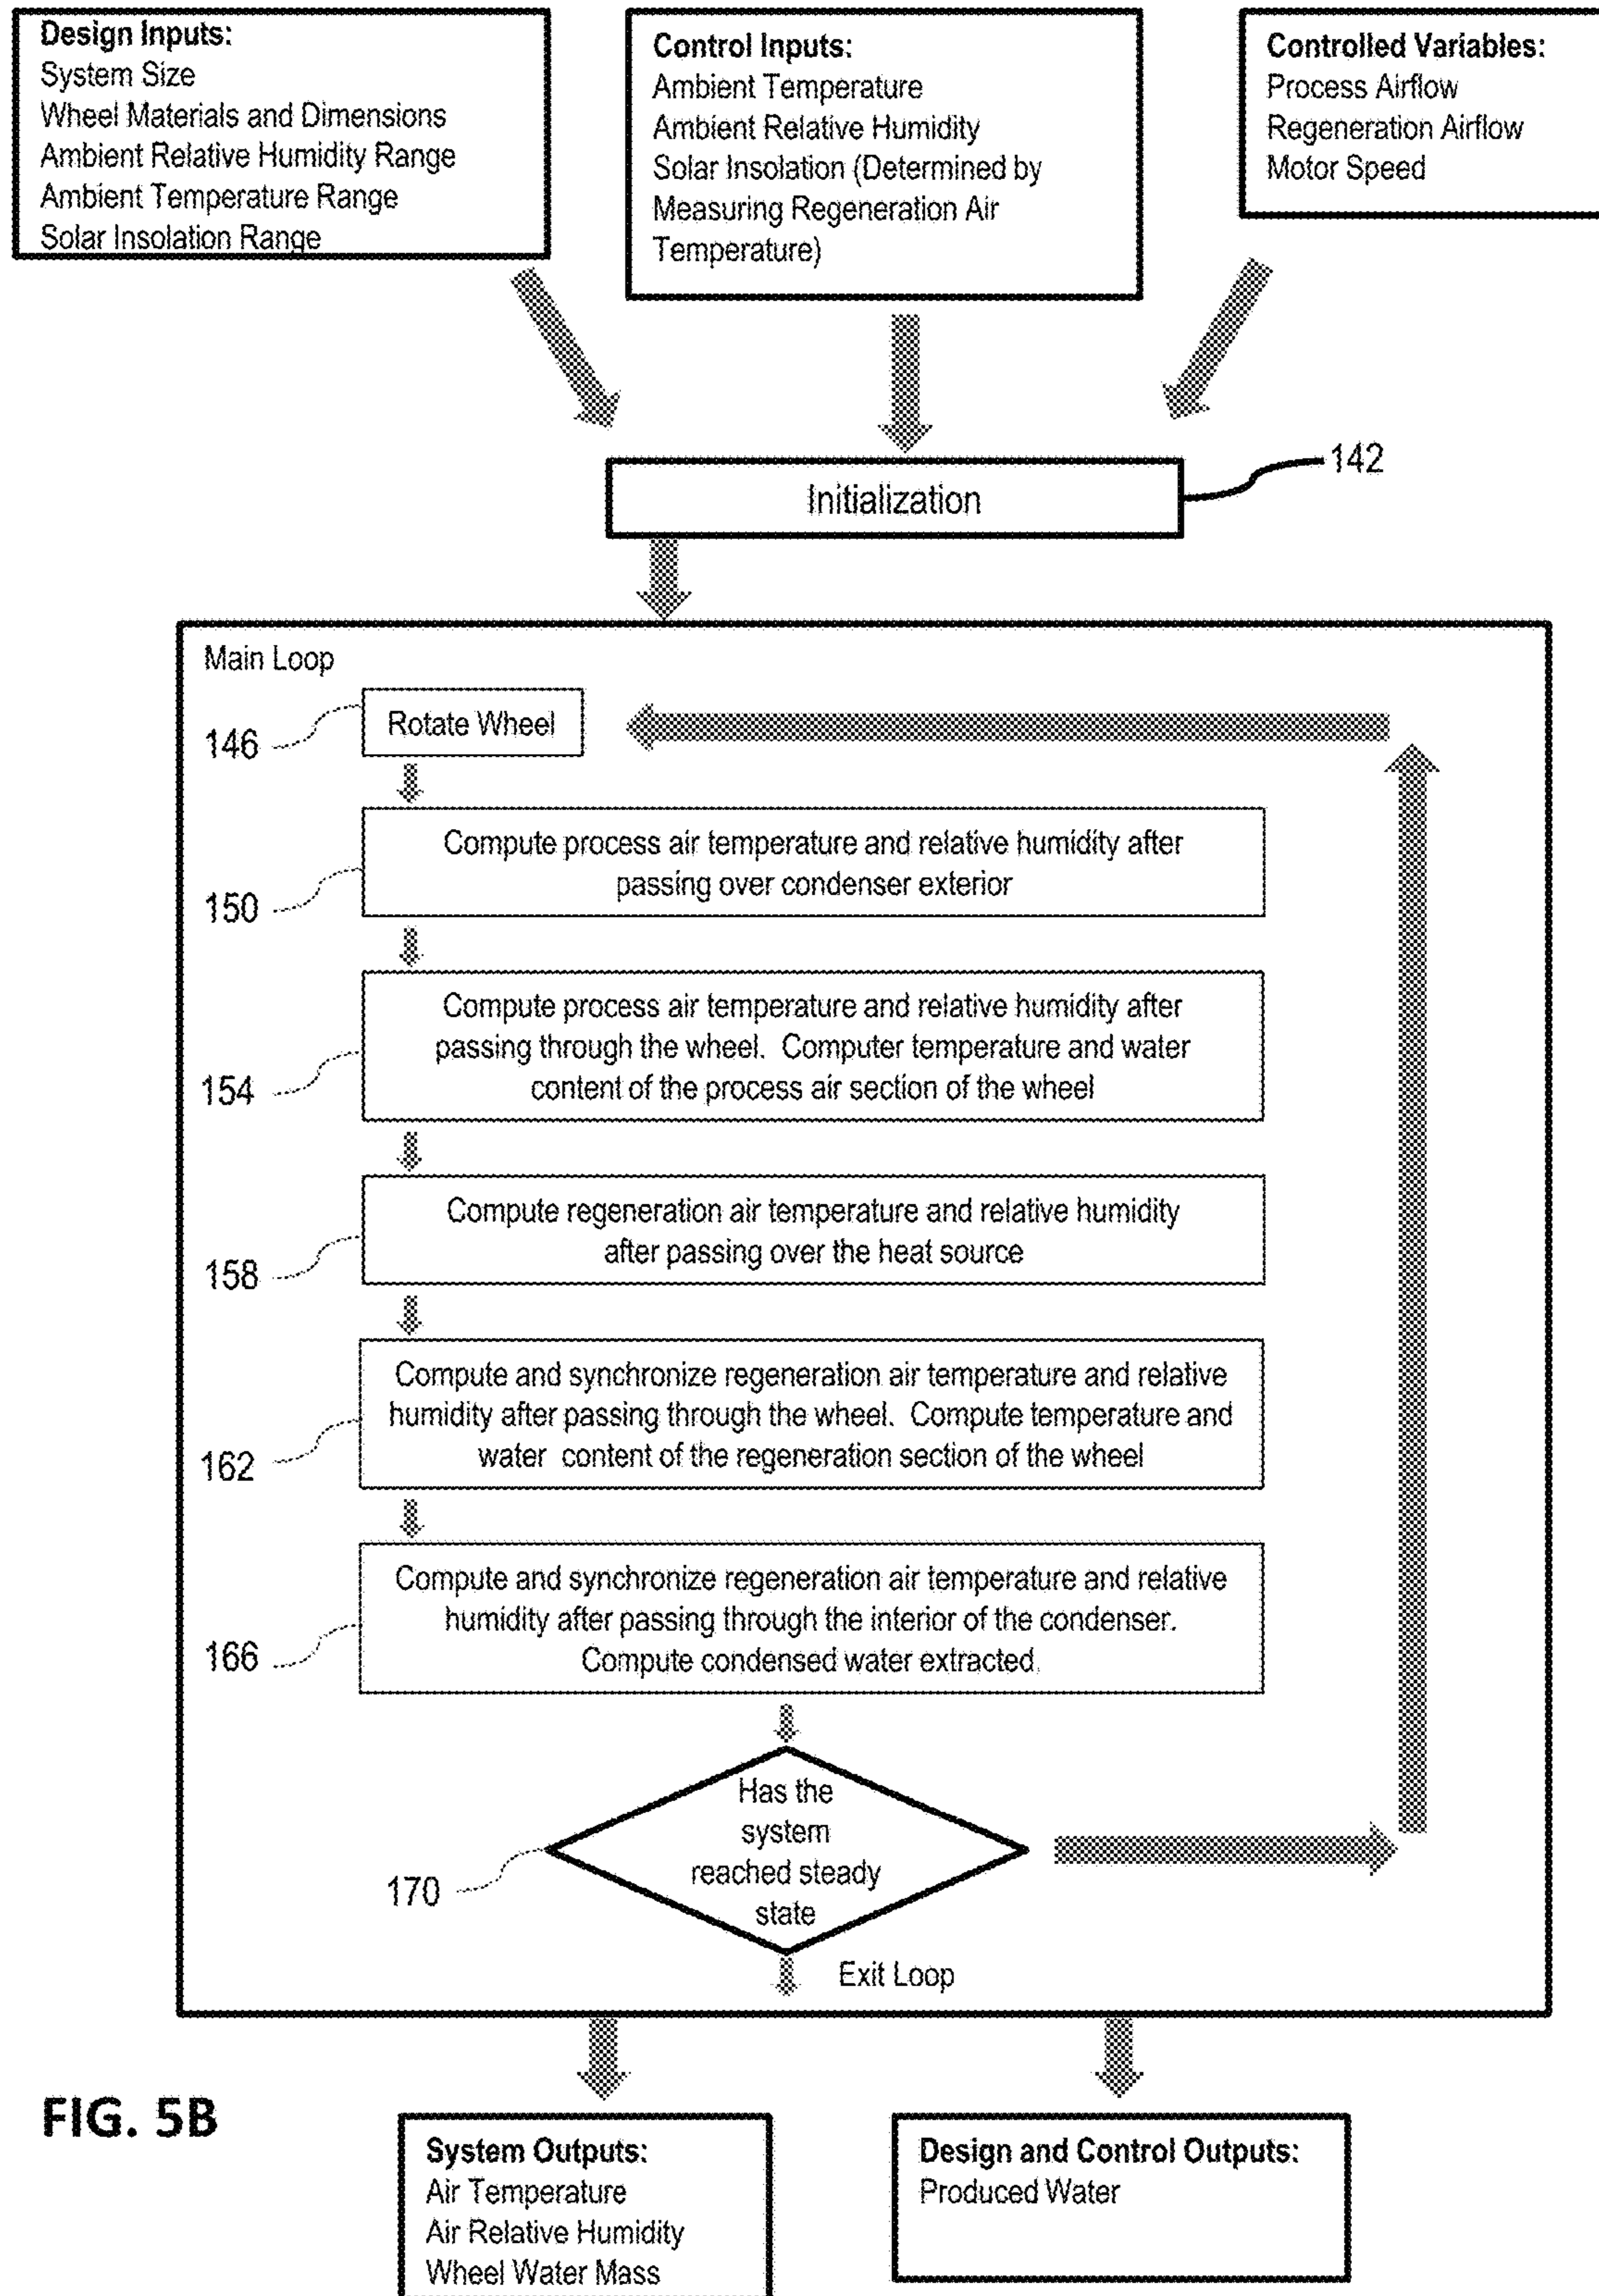 Design Inputs:
System Size
Wheel Materials and Dimensions
Ambient Relative Humidity Range
Ambient Temperature Range
Solar Insolation Range
Control Inputs:
Ambient Temperature
Ambient Relative Humidity
Solar Insolation (Determined by
Measuring Regeneration Air
Temperature)
Controlled Variables:
Process Airflow
Regeneration Airflow
Motor Speed
Initialization
142
Main Loop
Rotate Wheel
146
Compute process air temperature and relative humidity after
passing over condenser exterior
150
Compute process air temperature and relative humidity after
passing through the wheel. Computer temperature and water
content of the process air section of the wheel
154
Compute regeneration air temperature and relative humidity
after passing over the heat source
158
Compute and synchronize regeneration air temperature and relative
humidity after passing through the wheel. Compute temperature and
water content of the regeneration section of the wheel
162
Compute and synchronize regeneration air temperature and relative
humidity after passing through the interior of the condenser.
Compute condensed water extracted.
166
Has the
system
reached steady
state
170
Exit Loop
FIG. 5B
System Outputs:
Air Temperature
Air Relative Humidity
Wheel Water Mass
Design and Control Outputs:
Produced Water